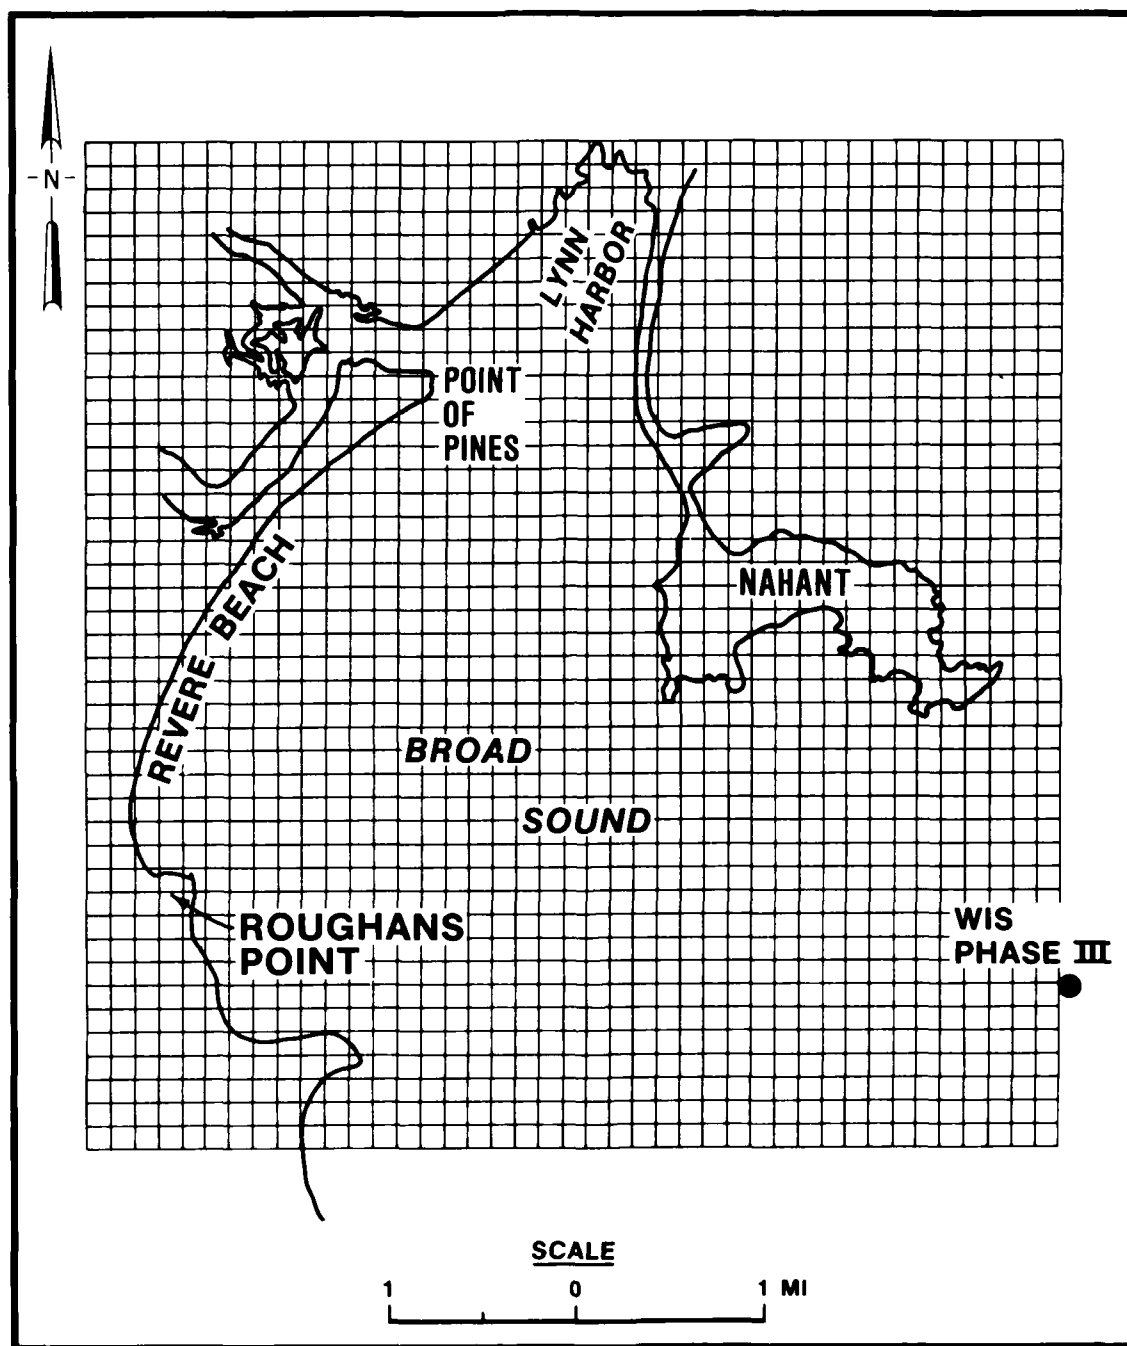 N
LYNN
HARBOR
POINT
OF
PINES
NAHANT
REVERE BEACH
BROAD
SOUND
ROUGHANS
POINT
WIS
PHASE III
SCALE
1 0 1 MI